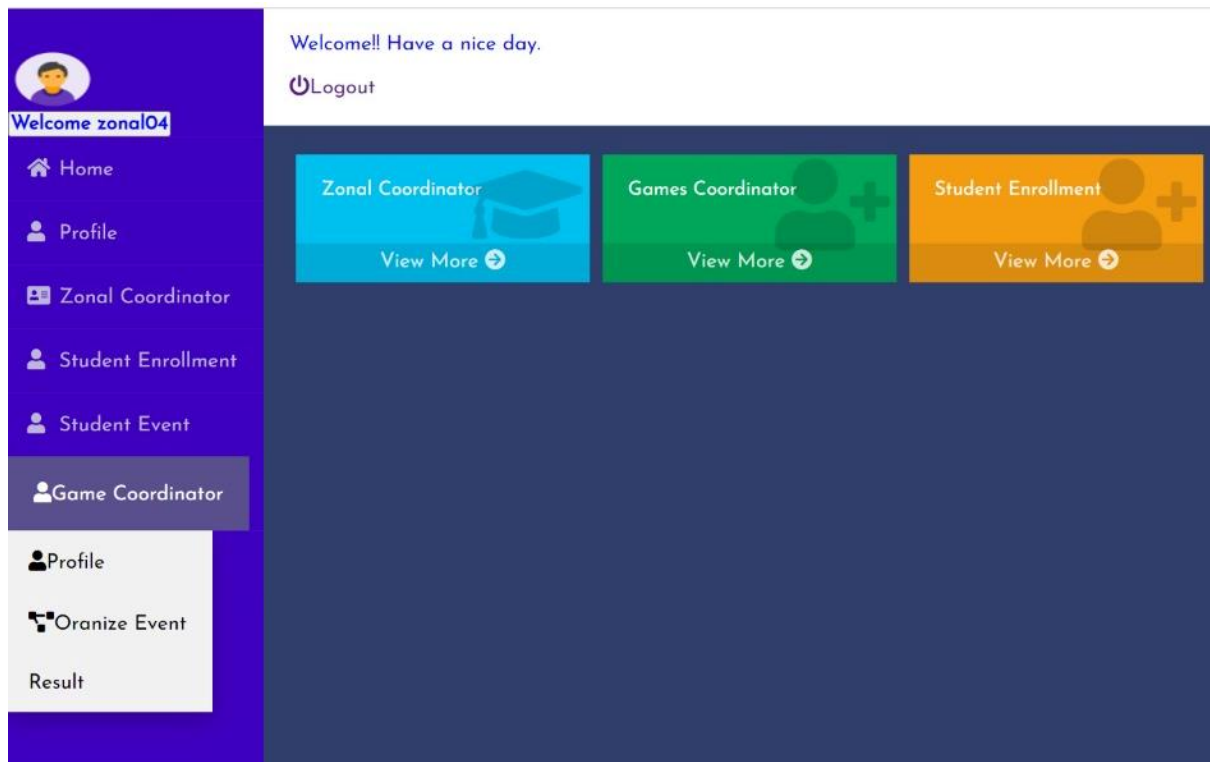 Welcome!! Have a nice day.
Logout
Welcome zonal04
Home
Profile
Zonal Coordinator
Student Enrollment
Student Event
Game Coordinator
Profile
Oranize Event
Result
Zonal Coordinator
View More
Games Coordinator
View More
Student Enrollment
View More